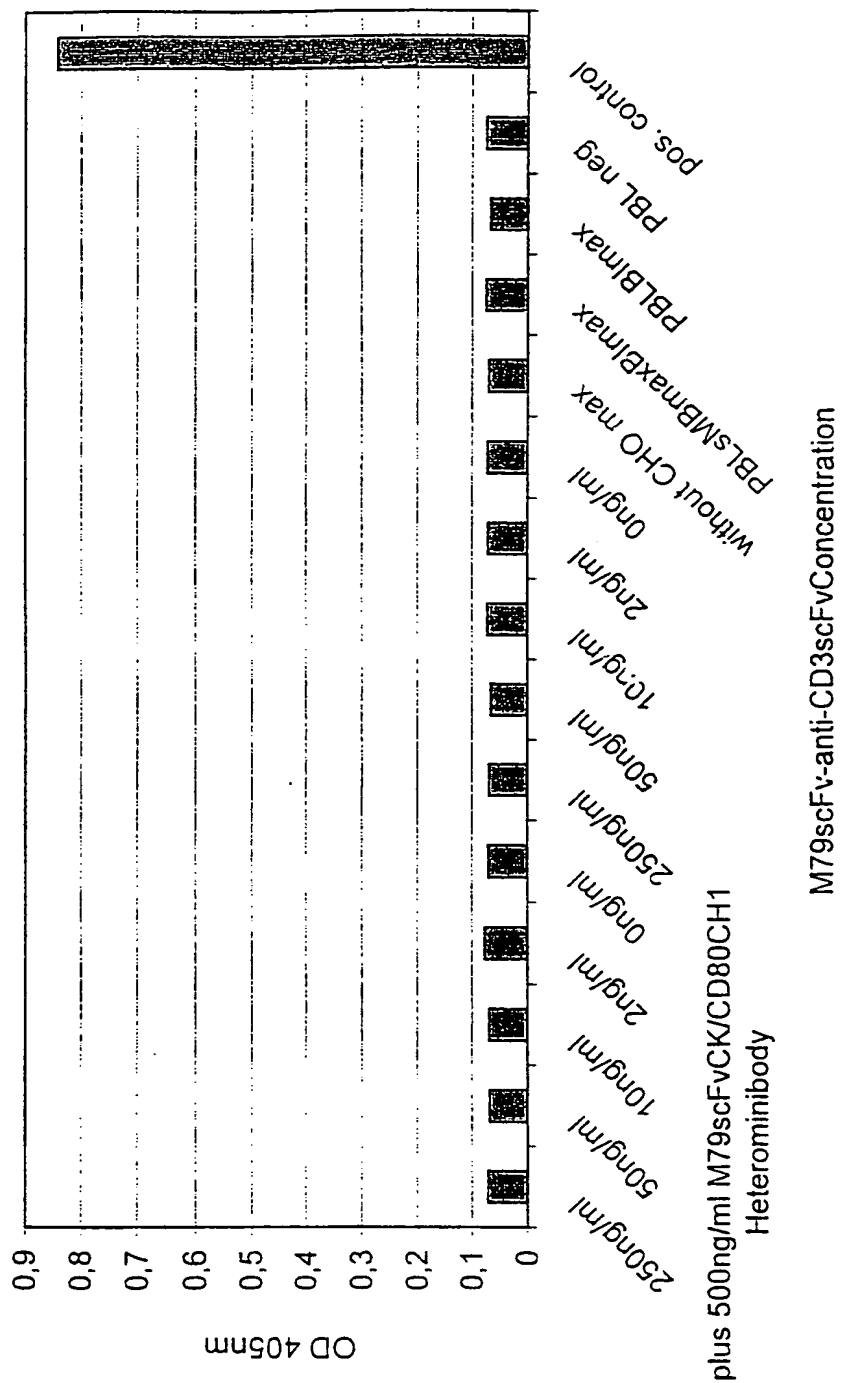 OD 405nm
0,9
0,8
0,7
0,6
0,5
0,4
0,3
0,2
0,1
0
250ng/ml
50ng/ml
10ng/ml
2ng/ml
0ng/ml
250ng/ml
50ng/ml
10ng/ml
2ng/ml
0ng/ml
without CHO max
PBLsMBmaxBlmax
PBLBlmax
PBL neg
pos. control
plus 500ng/ml M79scFvCK/CD80CH1
Heterominibody
M79scFv-anti-CD3scFvConcentration